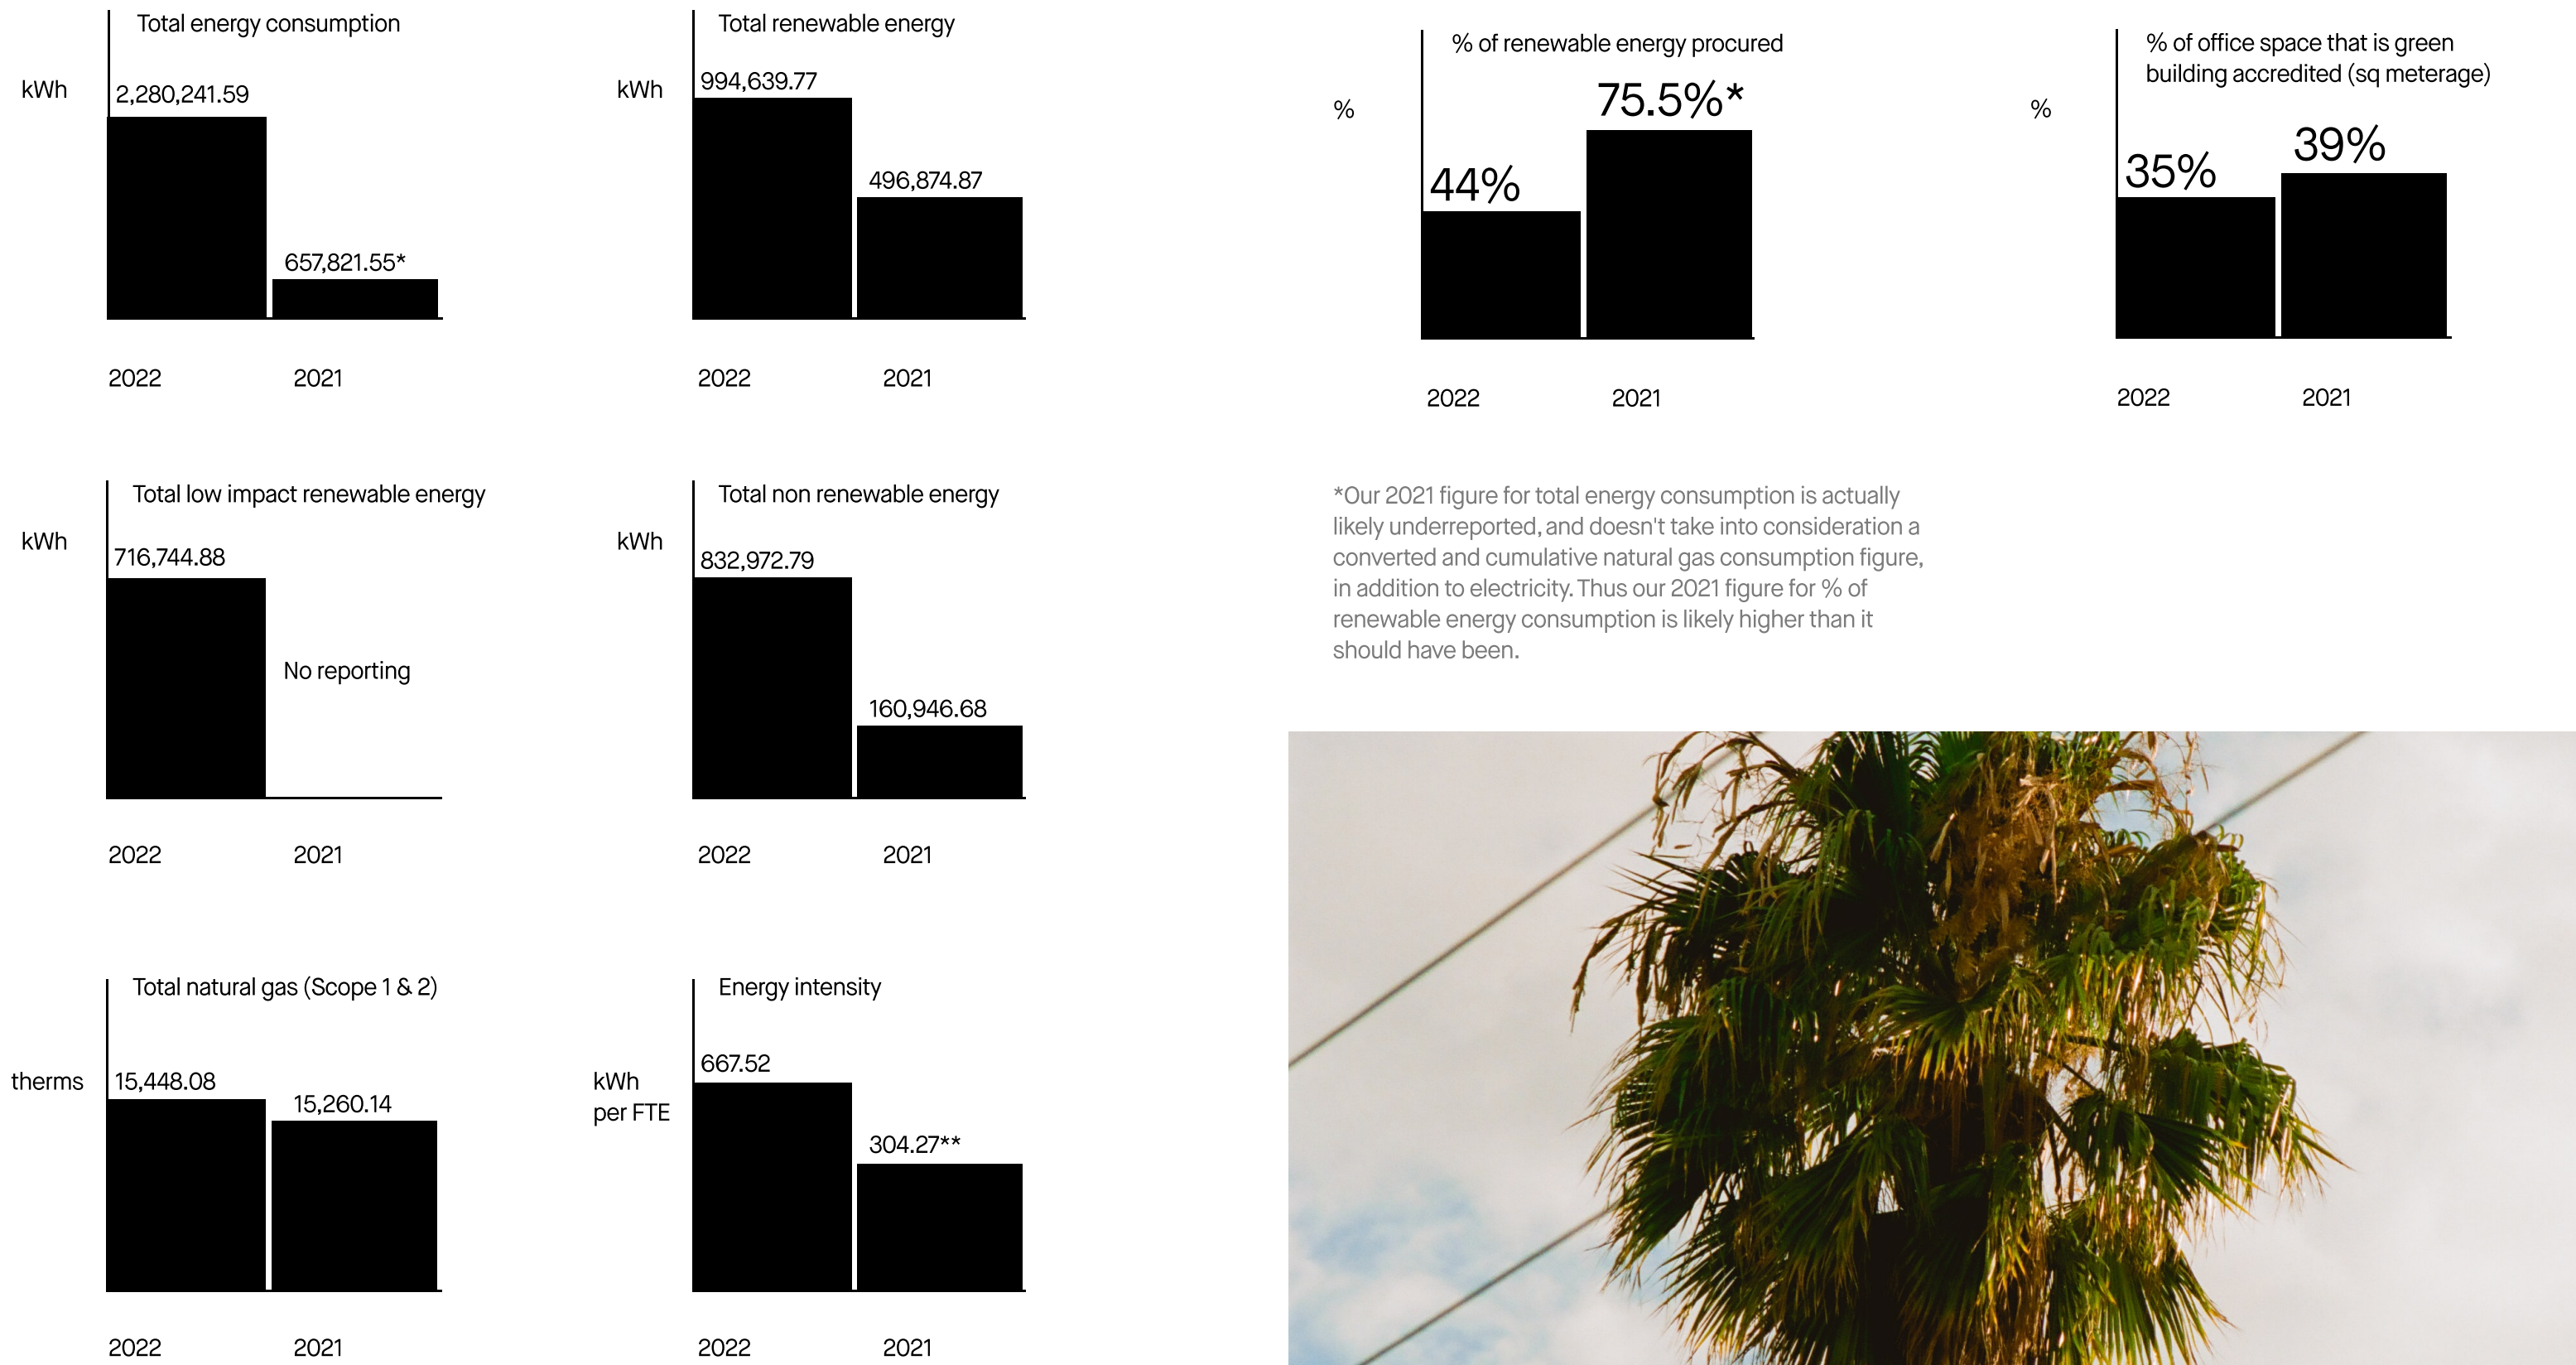 Total energy consumption
kWh
2,280,241.59
657,821.55*
2022 2021
Total renewable energy
kWh
994,639.77
496,874.87
2022 2021
% of renewable energy procured
%
44%
75.5%*
2022 2021
% of office space that is green
building accredited (sq meterage)
%
35%
39%
2022 2021
Total low impact renewable energy
kWh
716,744.88
No reporting
2022 2021
Total non renewable energy
kWh
832,972.79
160,946.68
2022 2021
*Our 2021 figure for total energy consumption is actually
likely underreported, and doesn't take into consideration a
converted and cumulative natural gas consumption figure,
in addition to electricity. Thus our 2021 figure for % of
renewable energy consumption is likely higher than it
should have been.
Total natural gas (Scope 1 & 2)
therms
15,448.08
15,260.14
2022 2021
Energy intensity
kWh
per FTE
667.52
304.27**
2022 2021